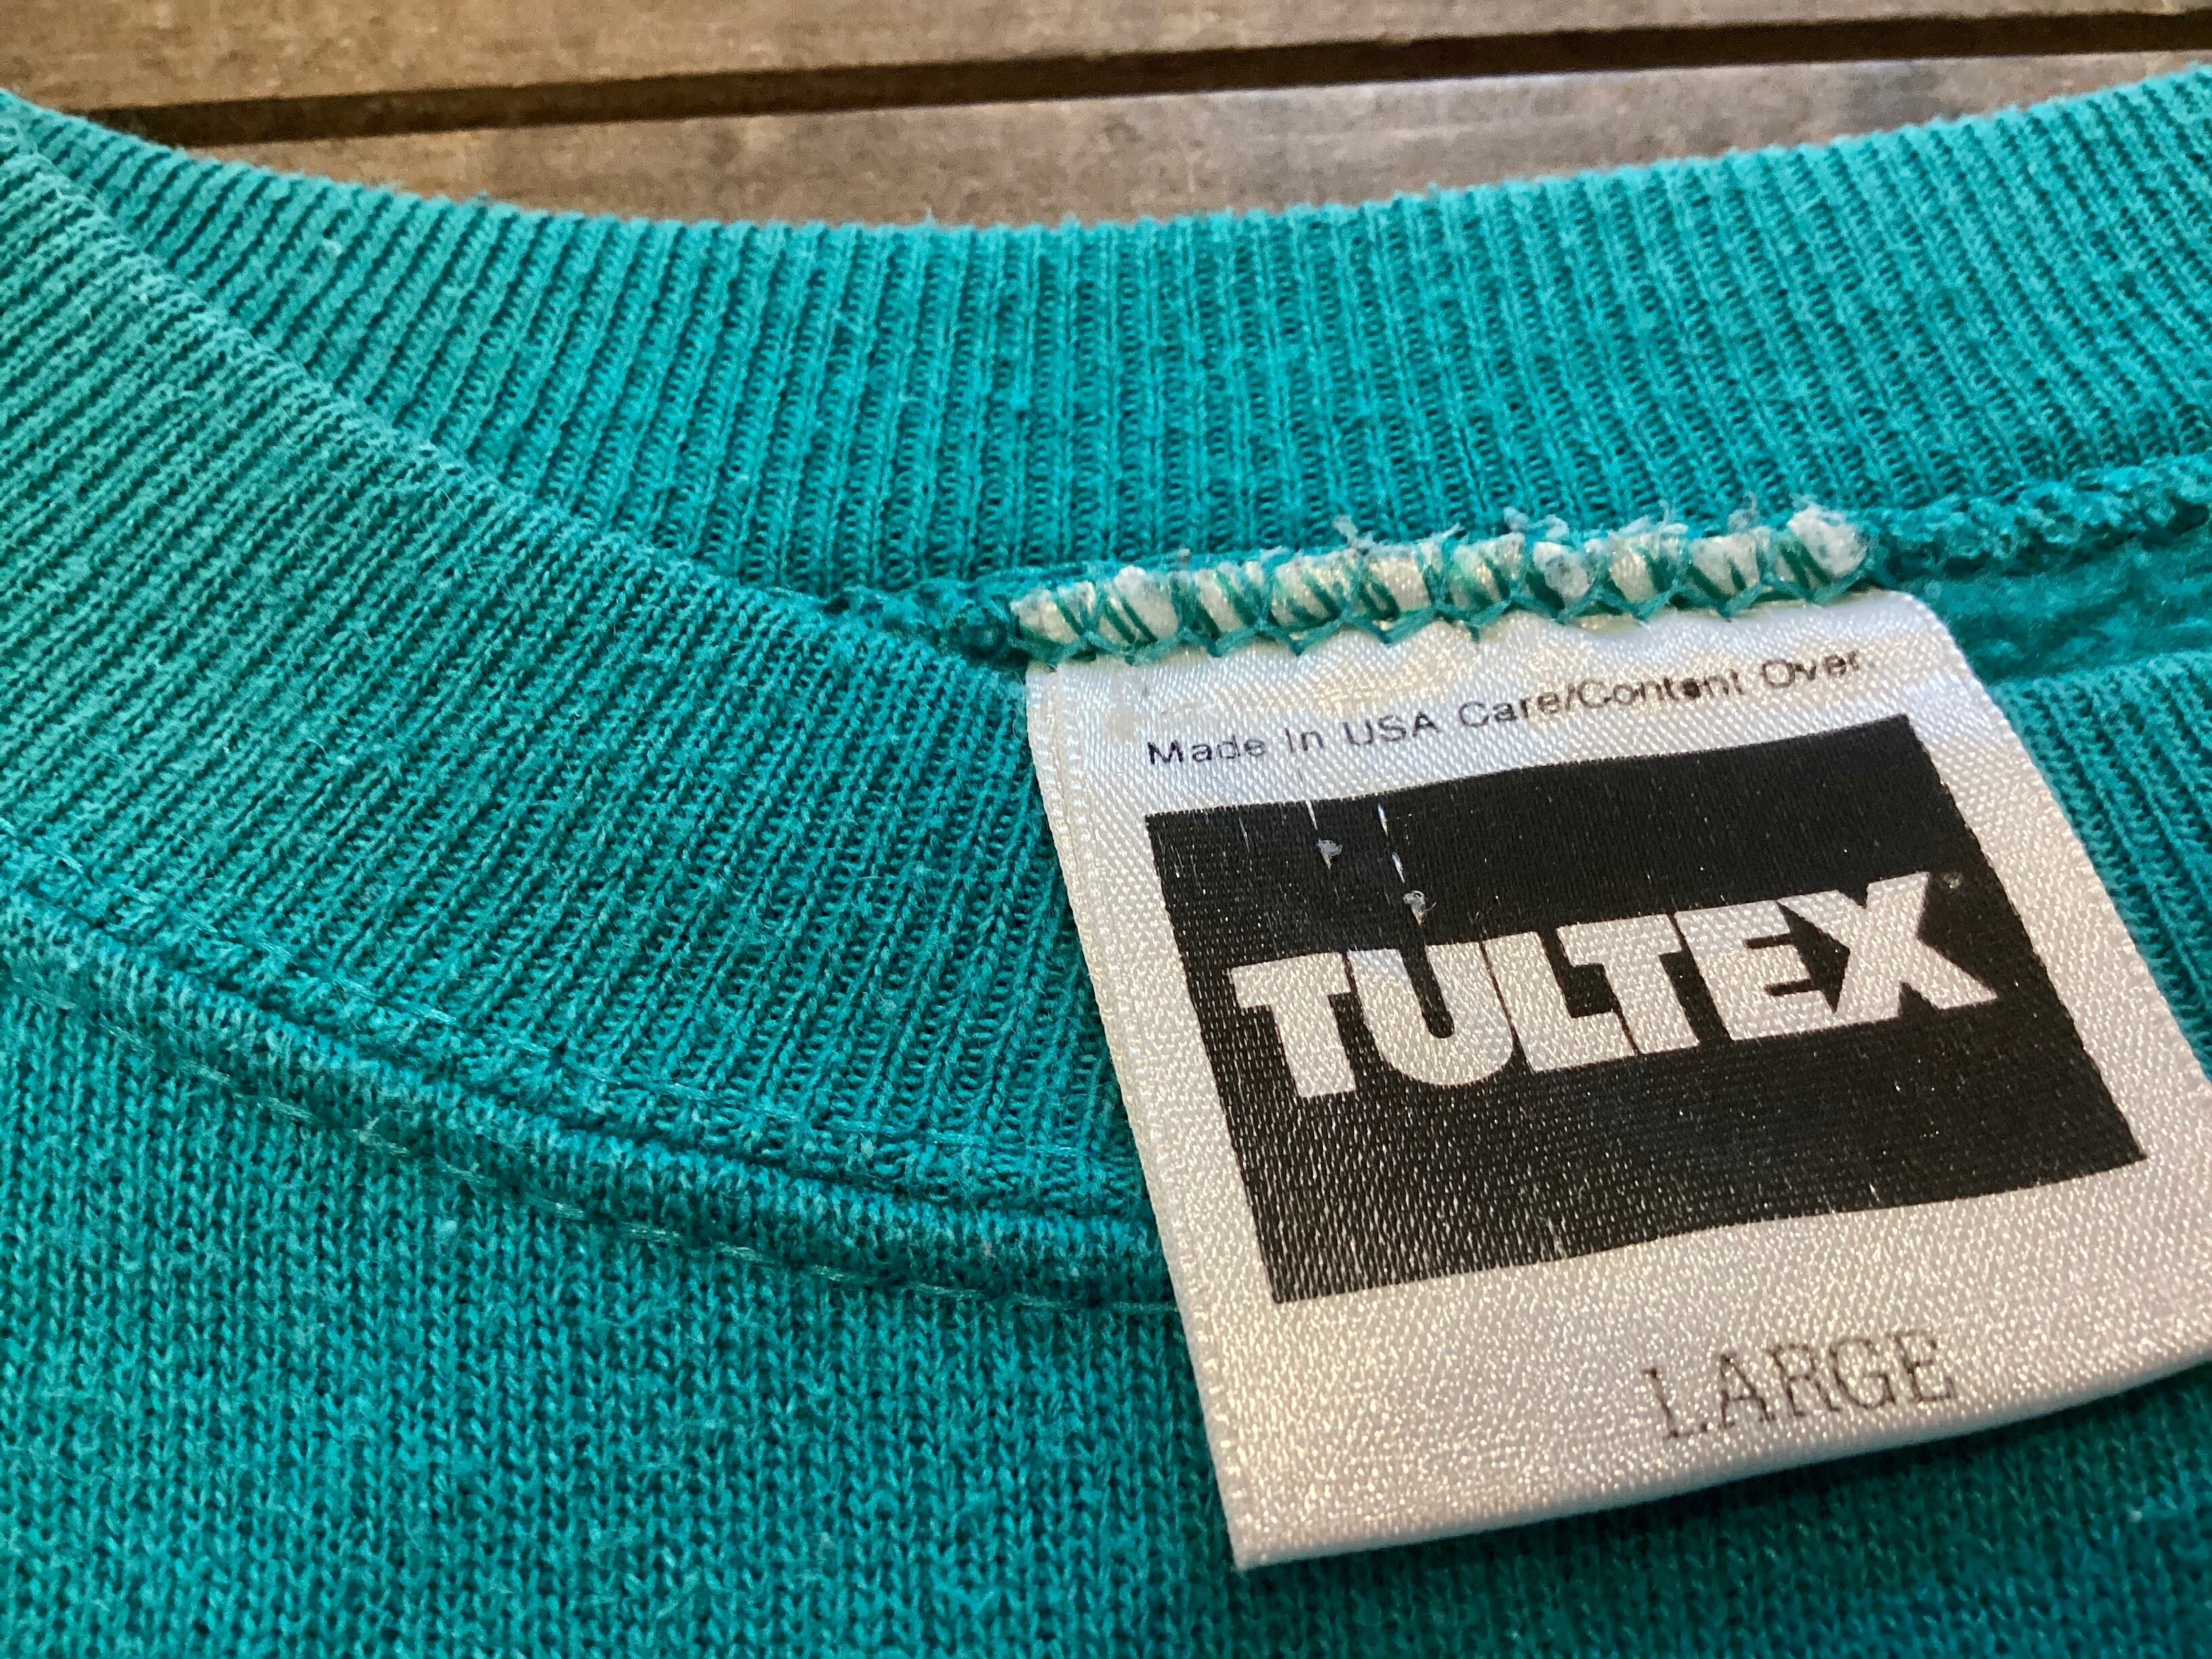 Made In USA Care/Content Over.
TULTEX®
LARGE